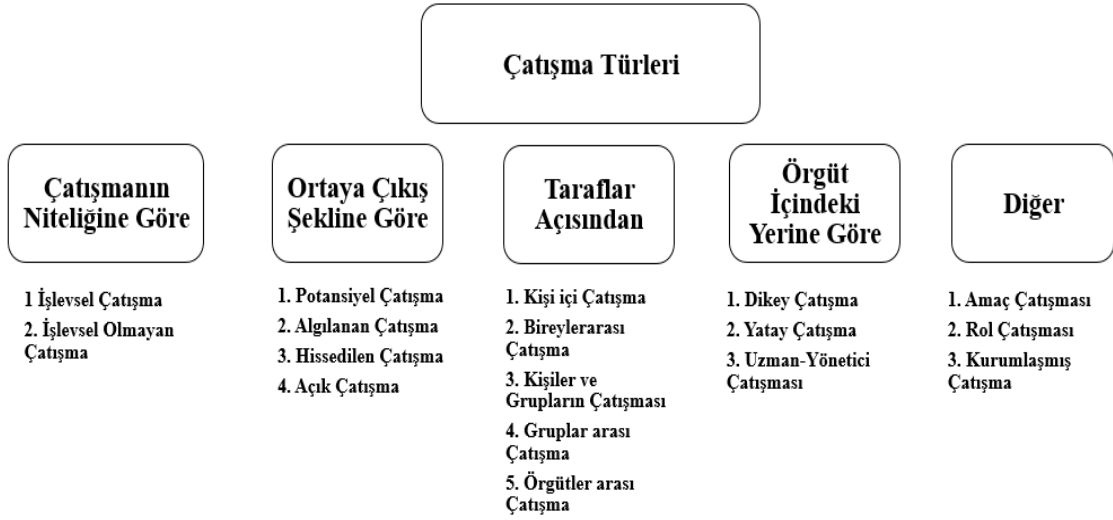 Çatışma Türleri
Çatışmanın
Niteliğine Göre
1 İşlevsel Çatışma
2. İşlevsel Olmayan
Çatışma
Ortaya Çıkış
Şekline Göre
1. Potansiyel Çatışma
2. Algılanan Çatışma
3. Hissedilen Çatışma
4. Açık Çatışma
Taraflar
Açısından
1. Kişi içi Çatışma
2. Bireylerarası
Çatışma
3. Kişiler ve
Grupların Çatışması
4. Gruplar arası
Çatışma
5. Örgütler arası
Çatışma
Örgüt
İçindeki
Yerine Göre
1. Dikey Çatışma
2. Yatay Çatışma
3. Uzman-Yönetici
Çatışması
Diğer
1. Amaç Çatışması
2. Rol Çatışması
3. Kurumlaşmış
Çatışma